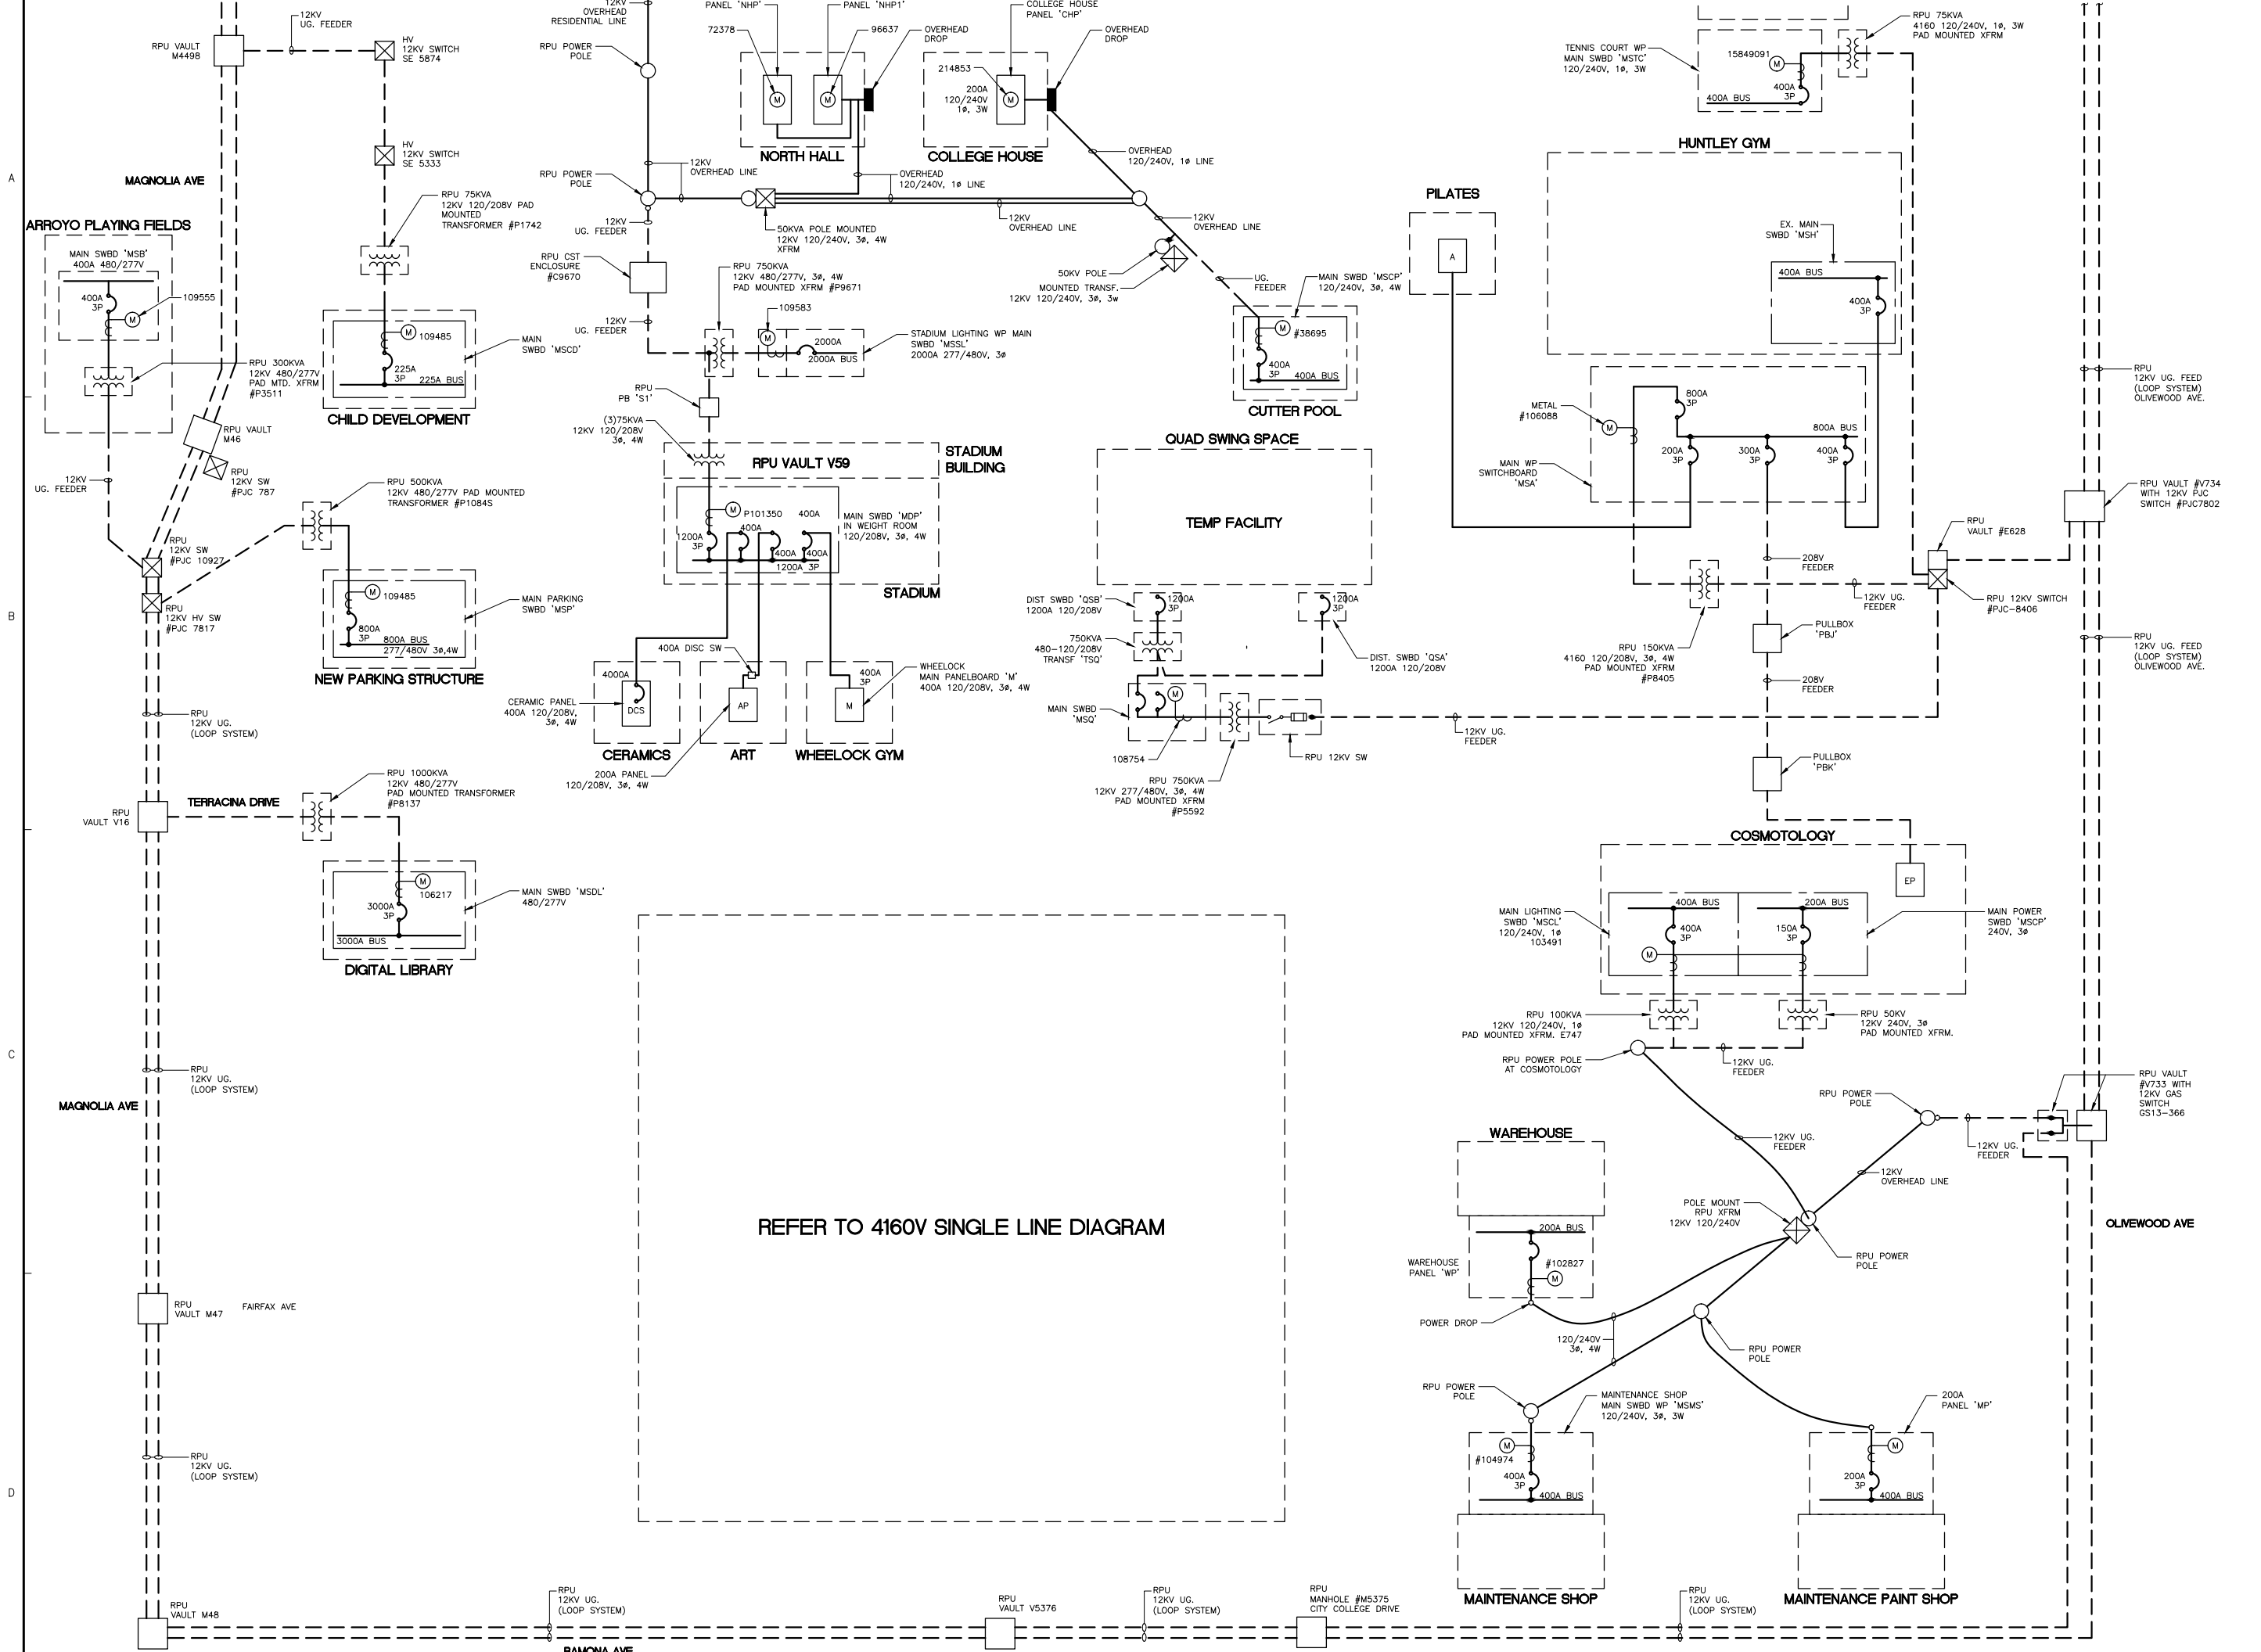 12KV
UG. FEEDER
RPU VAULT
M4498
HV
12KV SWITCH
SE 5874
HV
12KV SWITCH
SE 5333
MAGNOLIA AVE
RPU 75KVA
12KV 120/208V PAD
MOUNTED
TRANSFORMER #P1742
ARROYO PLAYING FIELDS
MAIN SWBD 'MSB'
400A 480/277V
400A
3P
M
109555
RPU 300KVA
12KV 480/277V
PAD MTD. XFRM
#P3511
M
109485
225A
3P
225A BUS
MAIN
SWBD 'MSCD'
CHILD DEVELOPMENT
RPU VAULT
M46
RPU
12KV SW
#PJC 787
12KV
UG. FEEDER
RPU 500KVA
12KV 480/277V PAD MOUNTED
TRANSFORMER #P1084S
RPU
12KV SW
#PJC 10927
RPU
12KV HV SW
#PJC 7817
M
109485
800A
3P
800A BUS
277/480V 3ø,4W
MAIN PARKING
SWBD 'MSP'
NEW PARKING STRUCTURE
RPU
12KV UG.
(LOOP SYSTEM)
RPU 1000KVA
12KV 480/277V
PAD MOUNTED TRANSFORMER
#P8137
TERRACINA DRIVE
RPU
VAULT V16
M
106217
3000A
3P
3000A BUS
MAIN SWBD 'MSDL'
480/277V
DIGITAL LIBRARY
RPU
12KV UG.
(LOOP SYSTEM)
MAGNOLIA AVE
RPU
VAULT M47
FAIRFAX AVE
RPU
12KV UG.
(LOOP SYSTEM)
RPU
VAULT M48
12KV
OVERHEAD
RESIDENTIAL LINE
RPU POWER
POLE
PANEL 'NHP'
PANEL 'NHP1'
72378
96637
M
M
OVERHEAD
DROP
NORTH HALL
COLLEGE HOUSE
PANEL 'CHP'
214853
200A
120/240V
1ø, 3W
M
OVERHEAD
DROP
COLLEGE HOUSE
OVERHEAD
120/240V, 1ø LINE
12KV
OVERHEAD LINE
OVERHEAD
120/240V, 1ø LINE
RPU POWER
POLE
12KV
UG. FEEDER
50KVA POLE MOUNTED
12KV 120/240V, 3ø, 4W
XFRM
12KV
OVERHEAD LINE
12KV
OVERHEAD LINE
RPU CST
ENCLOSURE
#C9670
RPU 750KVA
12KV 480/277V, 3ø, 4W
PAD MOUNTED XFRM #P9671
50KV POLE
MOUNTED TRANSF.
12KV 120/240V, 3ø, 3w
UG.
FEEDER
MAIN SWBD 'MSCP'
120/240V, 3ø, 4W
12KV
UG. FEEDER
109583
M
2000A
2000A BUS
STADIUM LIGHTING WP MAIN
SWBD 'MSSL'
2000A 277/480V, 3ø
M
#38695
400A
3P
400A BUS
CUTTER POOL
RPU
PB 'S1'
(3)75KVA
12KV 120/208V
3ø, 4W
RPU VAULT V59
STADIUM
BUILDING
M
P101350
400A
400A
MAIN SWBD 'MDP'
IN WEIGHT ROOM
120/208V, 3ø, 4W
1200A
3P
400A
400A
1200A 3P
STADIUM
400A DISC SW
4000A
DCS
CERAMIC PANEL
400A 120/208V,
3ø, 4W
CERAMICS
AP
ART
200A PANEL
120/208V, 3ø, 4W
400A
3P
M
WHEELOCK
MAIN PANELBOARD 'M'
400A 120/208V, 3ø, 4W
WHEELOCK GYM
QUAD SWING SPACE
TEMP FACILITY
DIST SWBD 'QSB'
1200A 120/208V
1200A
3P
1200A
3P
750KVA
480-120/208V
TRANSF 'TSQ'
DIST. SWBD 'QSA'
1200A 120/208V
MAIN SWBD
'MSQ'
M
108754
RPU 12KV SW
RPU 750KVA
12KV 277/480V, 3ø, 4W
PAD MOUNTED XFRM
#P5592
12KV UG.
FEEDER
REFER TO 4160V SINGLE LINE DIAGRAM
RPU 75KVA
4160 120/240V, 1ø, 3W
PAD MOUNTED XFRM
TENNIS COURT WP
MAIN SWBD 'MSTC'
120/240V, 1ø, 3W
15849091
M
400A
3P
400A BUS
HUNTLEY GYM
PILATES
A
EX. MAIN
SWBD 'MSH'
400A BUS
400A
3P
METAL
#106088
M
800A
3P
800A BUS
200A
3P
300A
3P
400A
3P
MAIN WP
SWITCHBOARD
'MSA'
RPU
12KV UG. FEED
(LOOP SYSTEM)
OLIVEWOOD AVE.
RPU VAULT #V734
WITH 12KV PJC
SWITCH #PJC7802
RPU
VAULT #E628
208V
FEEDER
12KV UG.
FEEDER
RPU 12KV SWITCH
#PJC-8406
RPU 150KVA
4160 120/208V, 3ø, 4W
PAD MOUNTED XFRM
#P8405
PULLBOX
'PBJ'
RPU
12KV UG. FEED
(LOOP SYSTEM)
OLIVEWOOD AVE.
208V
FEEDER
PULLBOX
'PBK'
COSMOTOLOGY
EP
MAIN LIGHTING
SWBD 'MSCL'
120/240V, 1ø
103491
400A BUS
400A
3P
200A BUS
150A
3P
M
MAIN POWER
SWBD 'MSCP'
240V, 3ø
RPU 100KVA
12KV 120/240V, 1ø
PAD MOUNTED XFRM. E747
RPU 50KV
12KV 240V, 3ø
PAD MOUNTED XFRM.
RPU POWER POLE
AT COSMOTOLOGY
12KV UG.
FEEDER
RPU POWER
POLE
RPU VAULT
#V733 WITH
12KV GAS
SWITCH
GS13-366
12KV UG.
FEEDER
12KV UG.
FEEDER
12KV
OVERHEAD LINE
WAREHOUSE
POLE MOUNT
RPU XFRM
12KV 120/240V
OLIVEWOOD AVE
200A BUS
#102827
M
WAREHOUSE
PANEL 'WP'
RPU POWER
POLE
POWER DROP
120/240V
3ø, 4W
RPU POWER
POLE
RPU POWER
POLE
MAINTENANCE SHOP
MAIN SWBD WP 'MSMS'
120/240V, 3ø, 3W
M
#104974
400A
3P
400A BUS
MAINTENANCE SHOP
200A
PANEL 'MP'
M
200A
3P
400A BUS
MAINTENANCE PAINT SHOP
RPU
12KV UG.
(LOOP SYSTEM)
RPU
VAULT V5376
RPU
12KV UG.
(LOOP SYSTEM)
RPU
MANHOLE #M5375
CITY COLLEGE DRIVE
RPU
12KV UG.
(LOOP SYSTEM)
RAMONA AVE
A
B
C
D